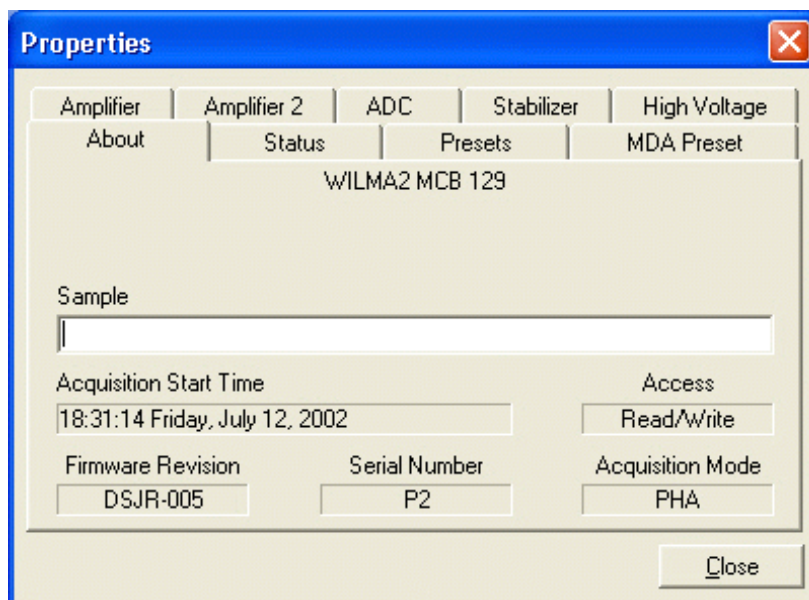 Properties
Amplifier Amplifier 2 ADC Stabilizer High Voltage
About Status Presets MDA Preset
WILMA2 MCB 129
Sample
Acquisition Start Time Access
18:31:14 Friday, July 12, 2002 Read/Write
Firmware Revision Serial Number Acquisition Mode
DSJR-005 P2 PHA
Close